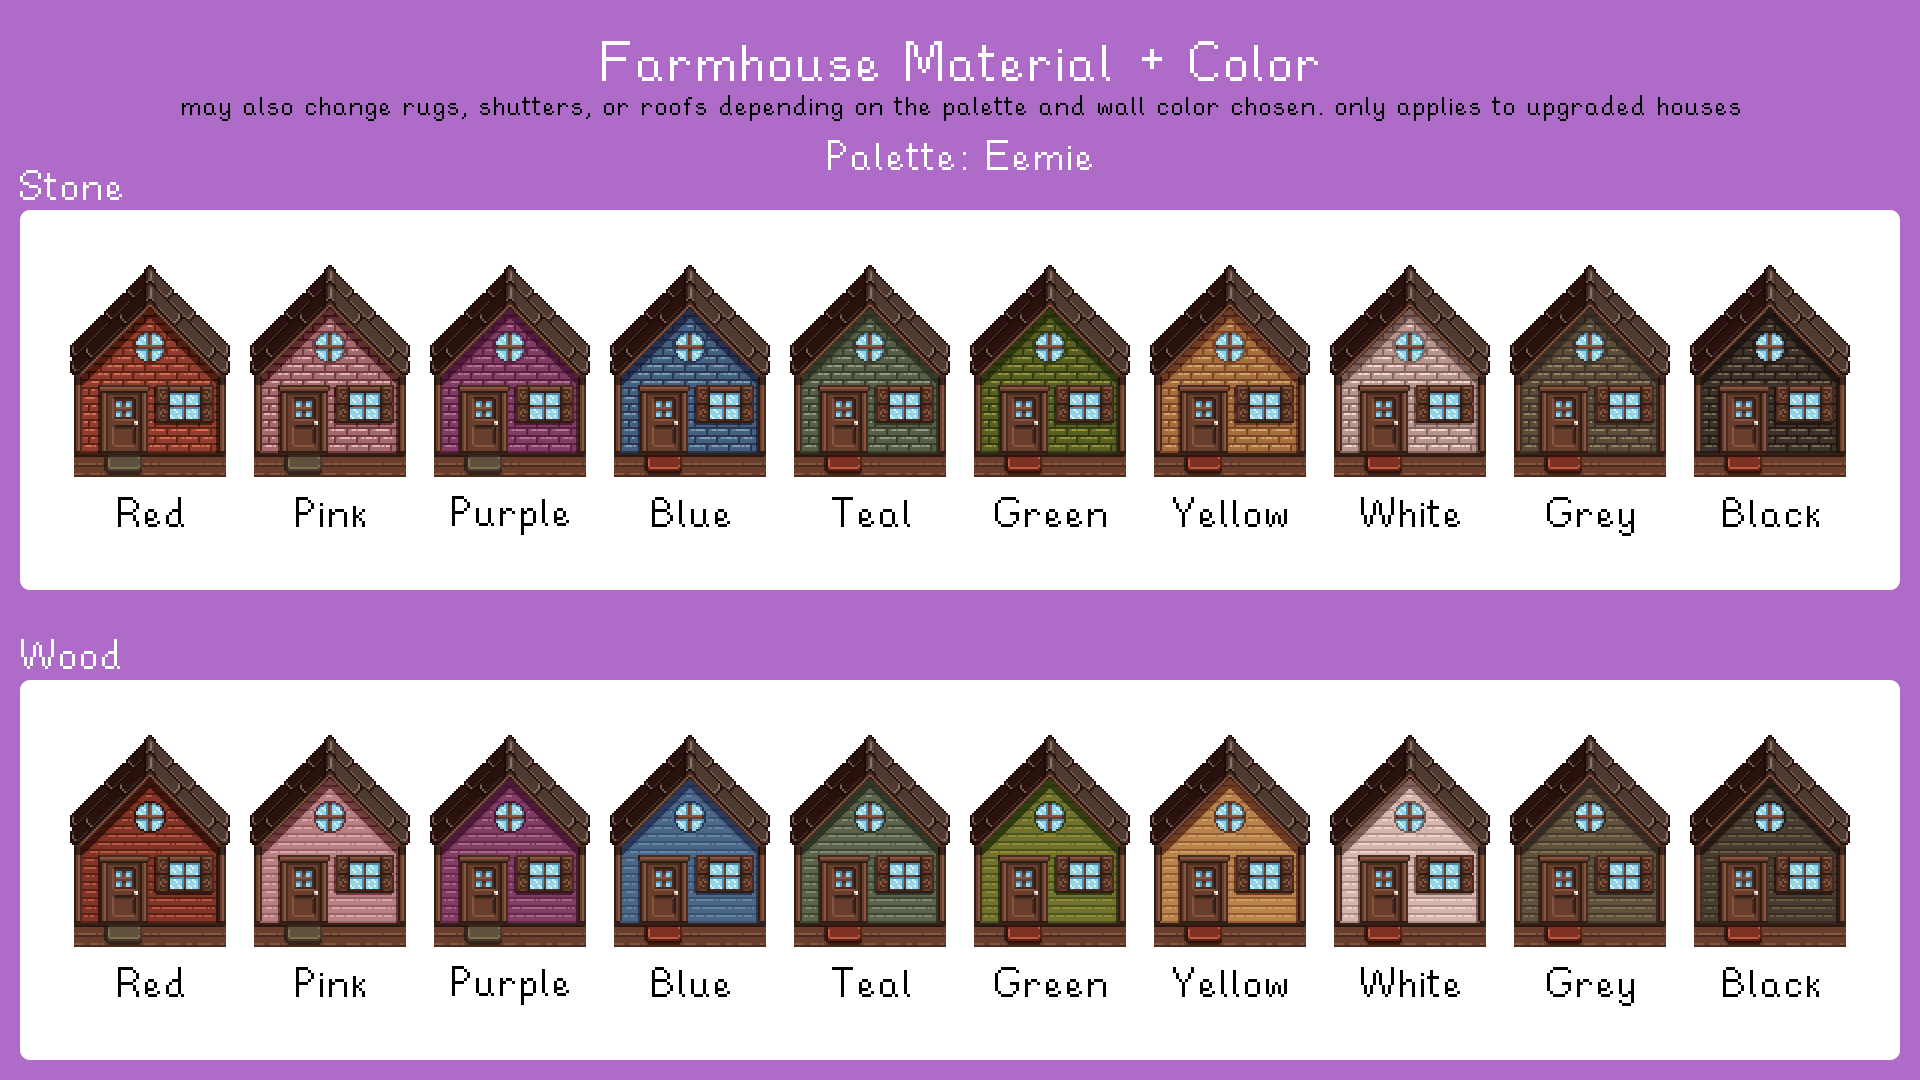 Farmhouse Material + Color
may also change rugs, shutters, or roofs depending on the palette and wall color chosen. only applies to upgraded houses
Palette: Eemie
Stone
Red Pink Purple Blue Teal Green Yellow White Grey Black
Wood
Red Pink Purple Blue Teal Green Yellow White Grey Black